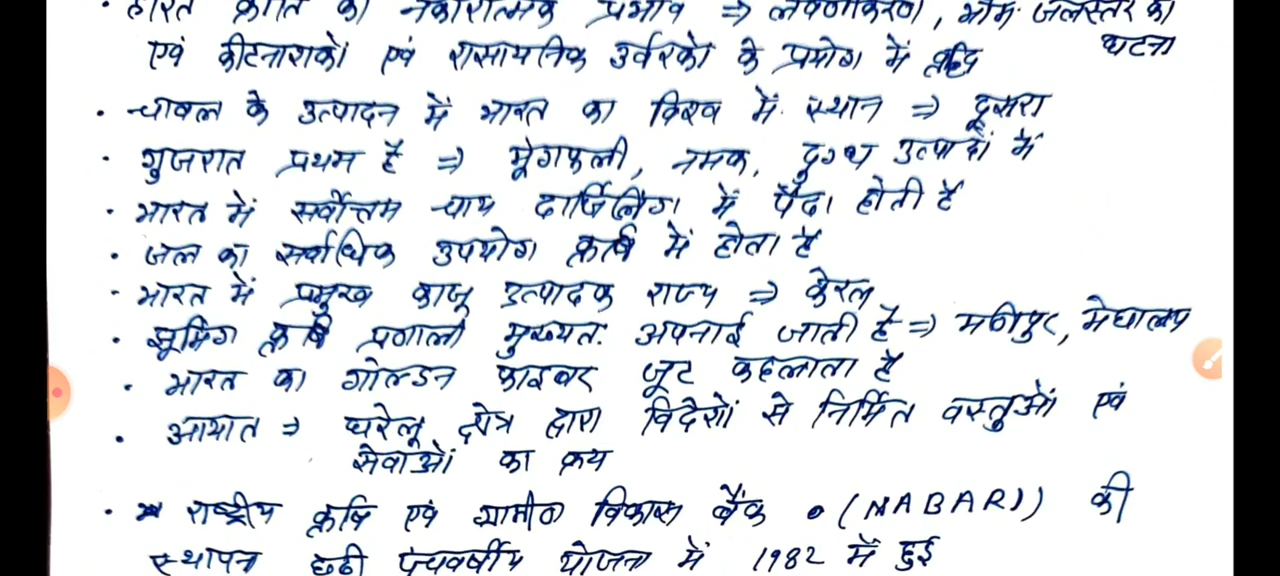 • हरित क्रांति का नकारात्मक प्रभाव ⇒ लवणीकरण, भौम जलस्तर का घटना
एवं कीटनाशकों एवं रासायनिक उर्वरकों के प्रयोग में वृद्धि
• चावल के उत्पादन में भारत का विश्व में स्थान ⇒ दूसरा
• गुजरात प्रथम है ⇒ मूंगफली, नमक, दुग्ध उत्पादों में
• भारत में सर्वोत्तम चाय दार्जिलिंग में पैदा होती है
• जल का सर्वाधिक उपयोग कृषि में होता है
• भारत में प्रमुख काजू उत्पादक राज्य ⇒ केरल
• झूमिंग कृषि प्रणाली मुख्यत: अपनाई जाती है ⇒ मणीपुर, मेघालय
• भारत का गोल्डन फाइबर जूट कहलाता है
• आयात ⇒ घरेलू क्षेत्र द्वारा विदेशों से निर्मित वस्तुओं एवं
सेवाओं का क्रय
• राष्ट्रीय कृषि एवं ग्रामीण विकास बैंक (NABARD) की
स्थापना छठी पंचवर्षीय योजना में 1982 में हुई